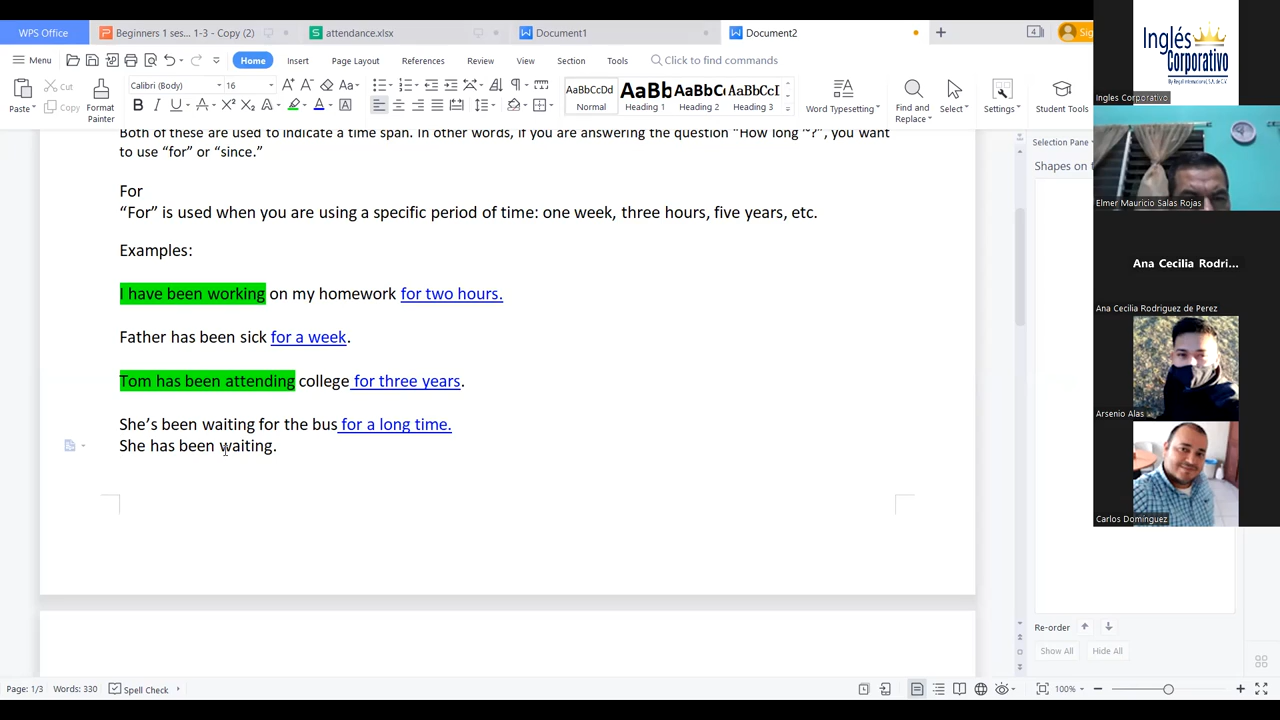 WPS Office
Beginners 1 ses... 1-3 - Copy (2)
attendance.xlsx
Document1
Document2
Menu
Home
Insert
Page Layout
References
Review
View
Section
Tools
Click to find commands
Paste
Cut
Copy
Format Painter
Calibri (Body)
16
AaBbCcDd
Normal
AaBb
Heading 1
AaBbC
Heading 2
AaBbCcI
Heading 3
Word Typesetting
Find and Replace
Select
Settings
Student Tools
Both of these are used to indicate a time span. In other words, if you are answering the question “How long ~?”, you want
to use “for” or “since.”
For
“For” is used when you are using a specific period of time: one week, three hours, five years, etc.
Examples:
I have been working on my homework for two hours.
Father has been sick for a week.
Tom has been attending college for three years.
She’s been waiting for the bus for a long time.
She has been waiting.
Selection Pane
Shapes on t
Re-order
Show All
Hide All
Page: 1/3
Words: 330
Spell Check
100%
4
Sig
Inglés
Corporativo
Ingles Corporativo
Elmer Mauricio Salas Rojas
Ana Cecilia Rodri...
Ana Cecilia Rodriguez de Perez
Arsenio Alas
Carlos Dominguez